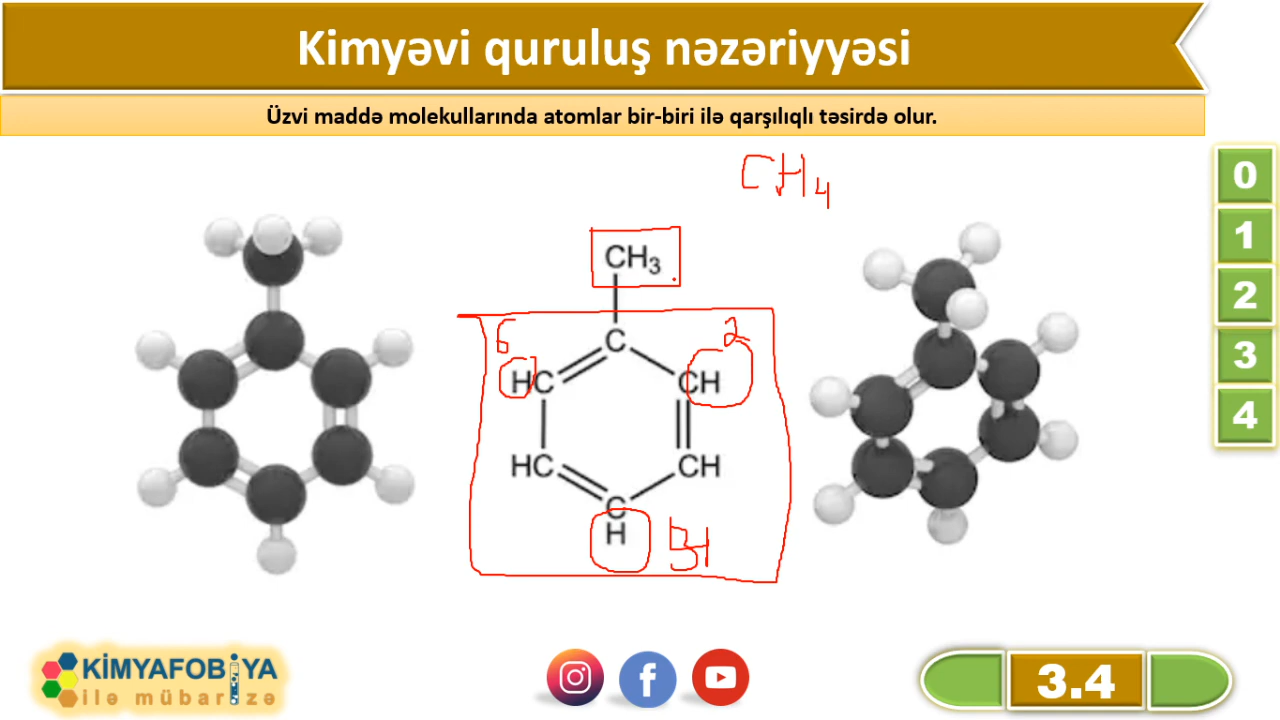 Kimyəvi quruluş nəzəriyyəsi
Üzvi maddə molekullarında atomlar bir-biri ilə qarşılıqlı təsirdə olur.
CH4
0
1
2
3
4
CH₃
6
2
C
HC
CH
HC
CH
C
H
KİMYAFOBİYA
ilə mübarizə
3.4